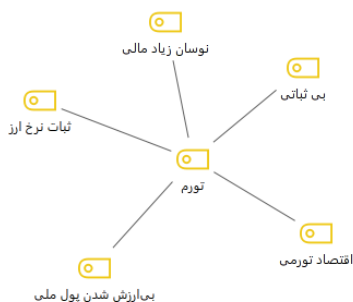 نوسان زیاد مالی
بی ثباتی
ثبات نرخ ارز
تورم
اقتصاد تورمی
بی‌ارزش شدن پول ملی